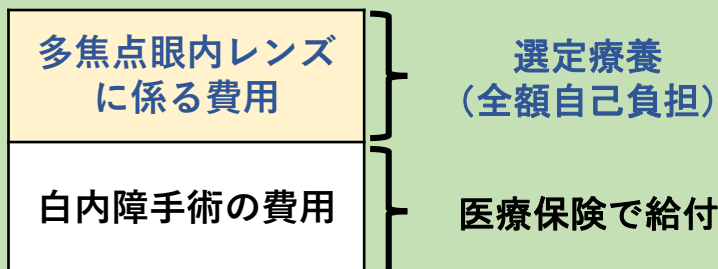 多焦点眼内レンズ
に係る費用
選定療養
（全額自己負担）
白内障手術の費用
医療保険で給付